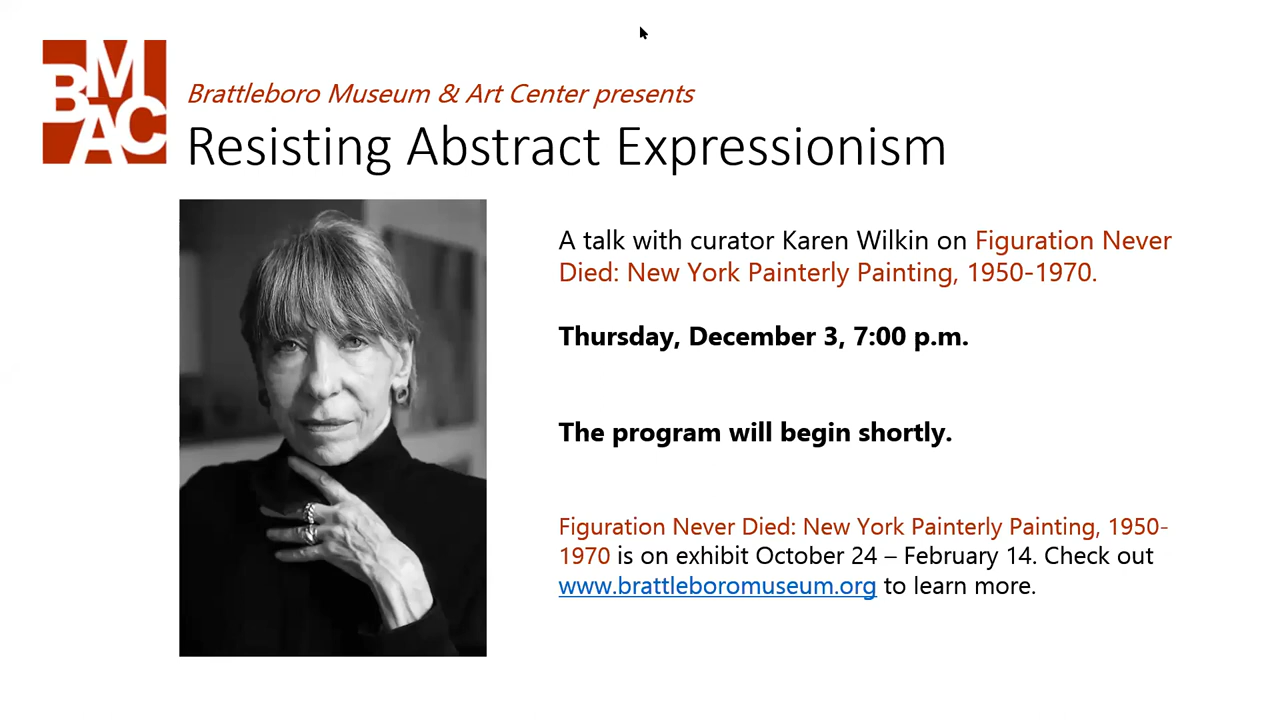 BMAC
Brattleboro Museum & Art Center presents
Resisting Abstract Expressionism
A talk with curator Karen Wilkin on Figuration Never
Died: New York Painterly Painting, 1950-1970.
Thursday, December 3, 7:00 p.m.
The program will begin shortly.
Figuration Never Died: New York Painterly Painting, 1950-
1970 is on exhibit October 24 – February 14. Check out
www.brattleboromuseum.org to learn more.